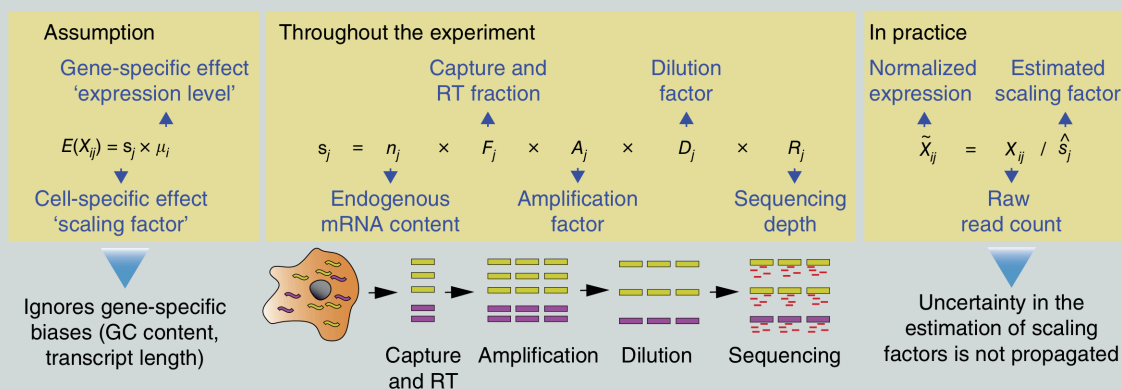 Assumption
Gene-specific effect
‘expression level’
E(Xij) = sj × μi
Cell-specific effect
‘scaling factor’
Ignores gene-specific
biases (GC content,
transcript length)
Throughout the experiment
Capture and
RT fraction
Dilution
factor
sj = nj × Fj × Aj × Dj × Rj
Endogenous
mRNA content
Amplification
factor
Sequencing
depth
Capture
and RT
Amplification
Dilution
Sequencing
In practice
Normalized
expression
Estimated
scaling factor
X̃ij = Xij / ŝj
Raw
read count
Uncertainty in the
estimation of scaling
factors is not propagated